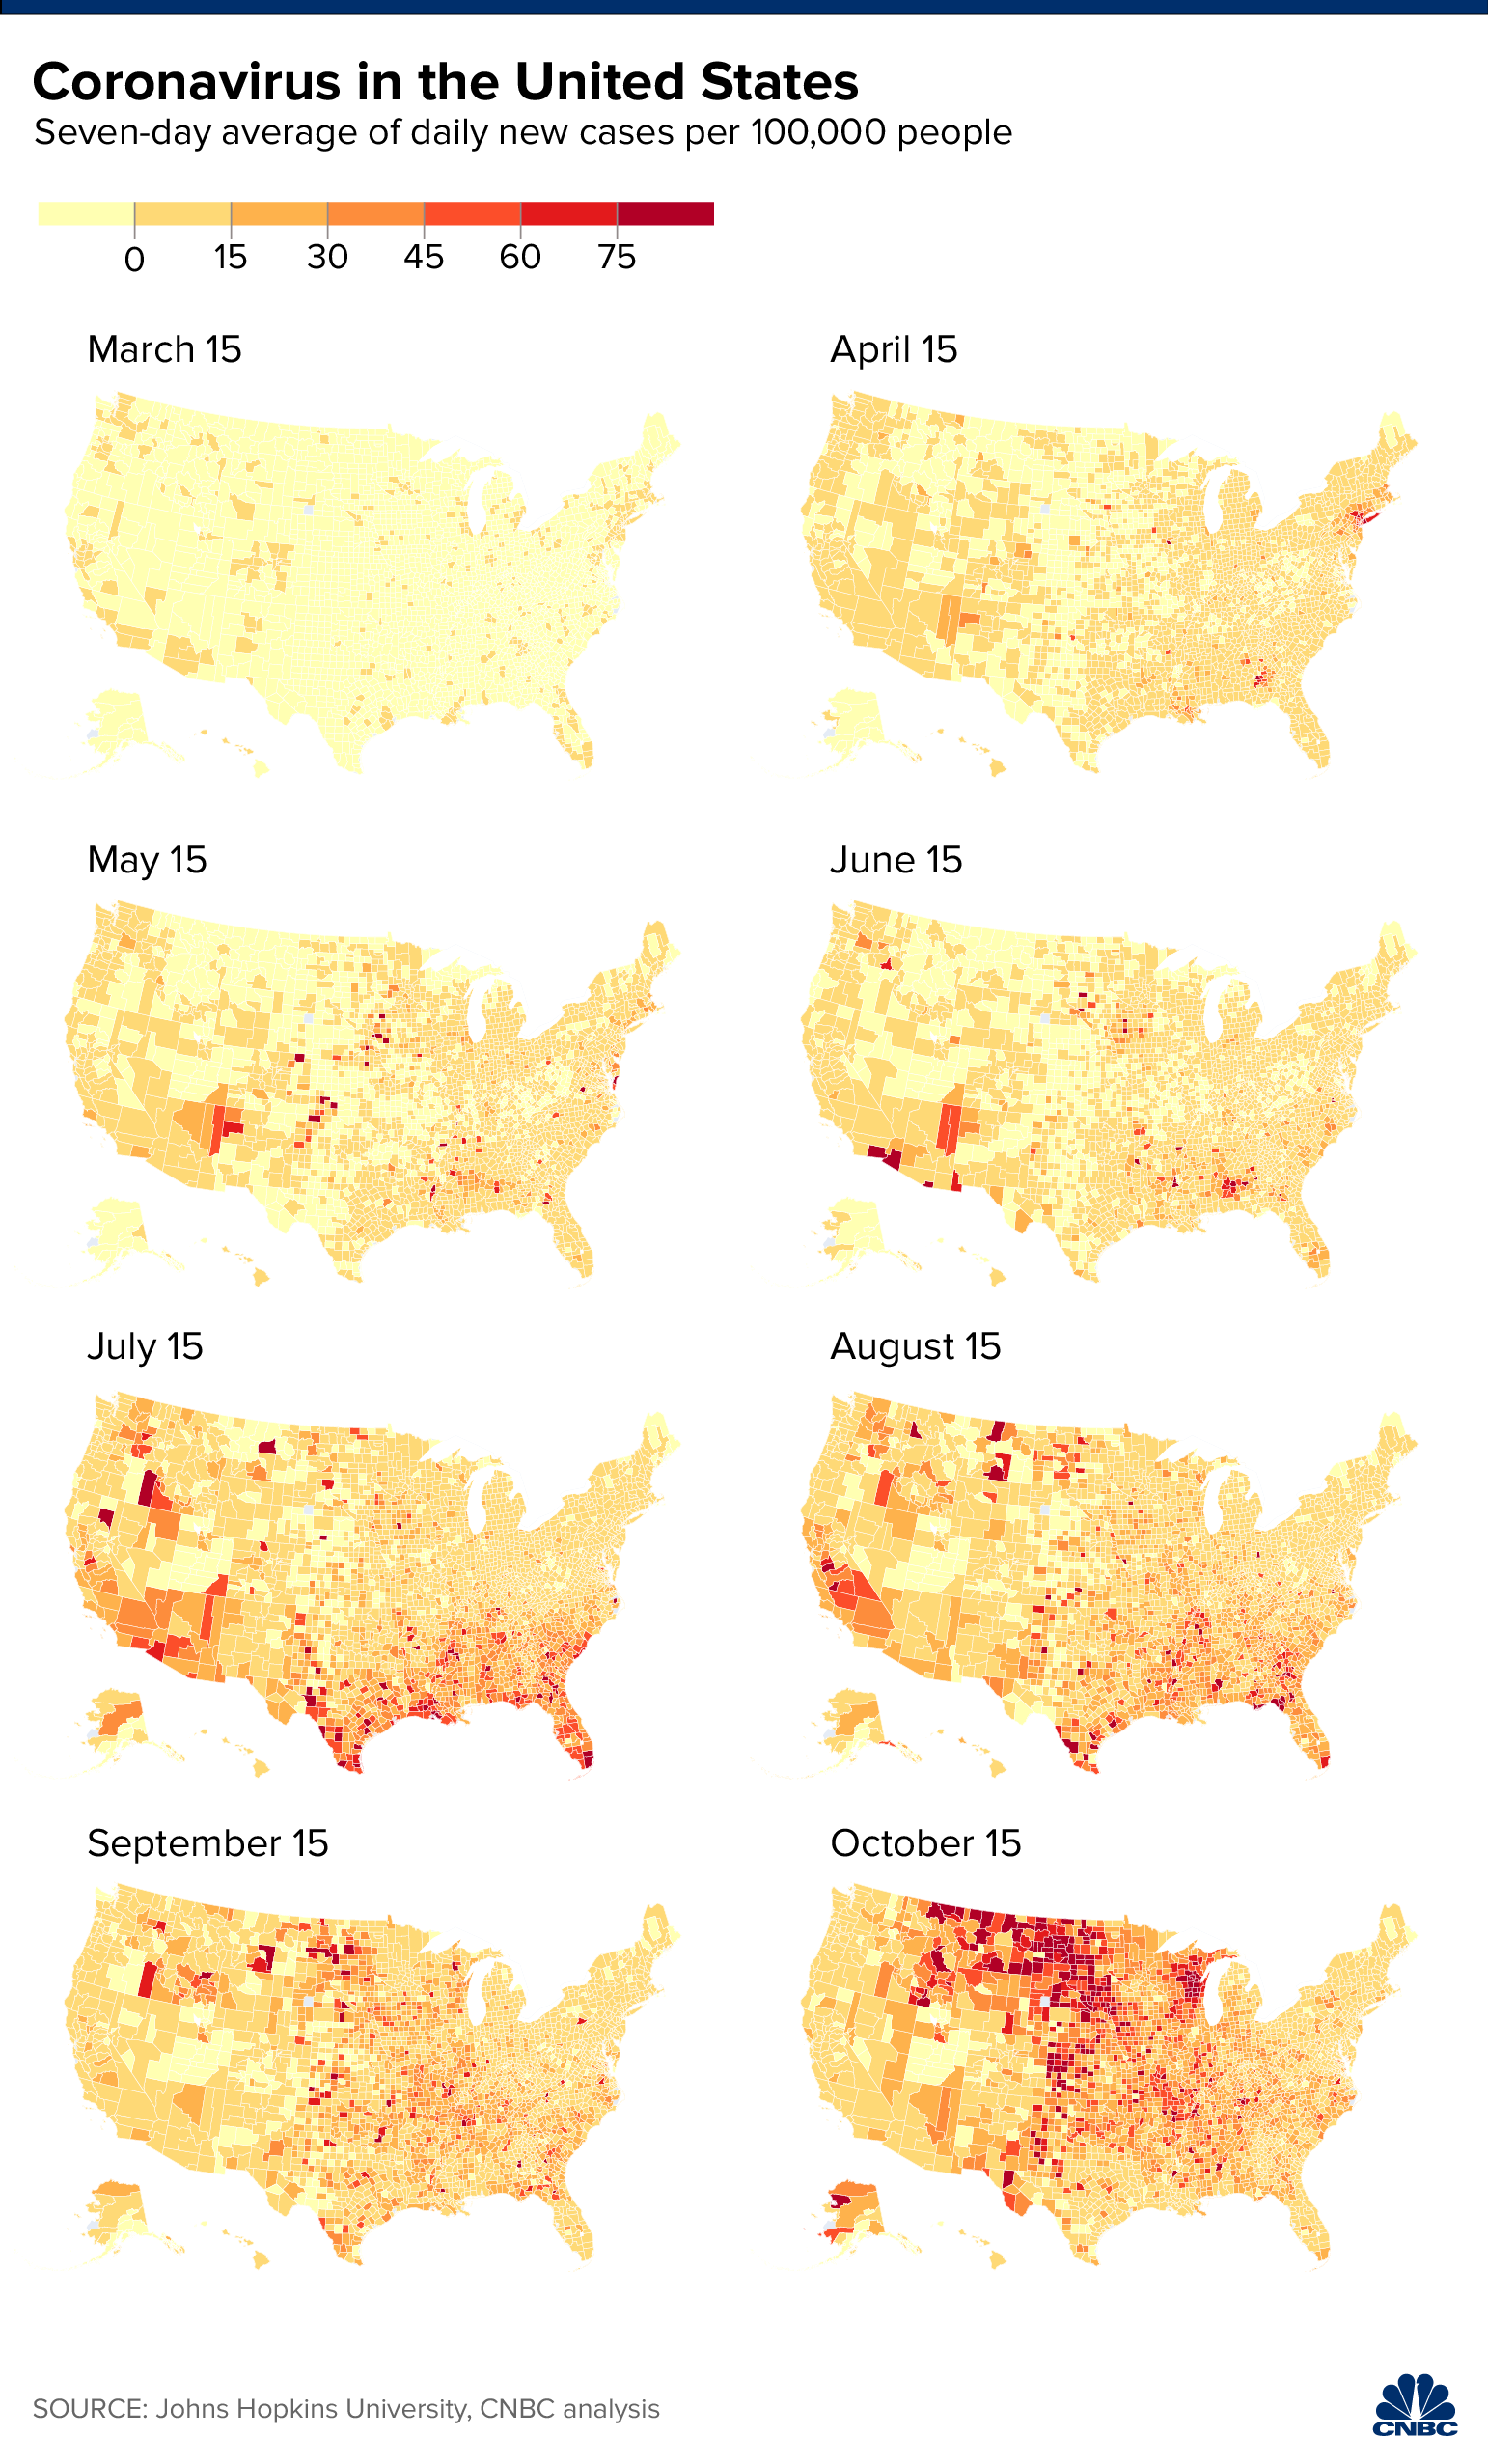 Coronavirus in the United States
Seven-day average of daily new cases per 100,000 people
0 15 30 45 60 75
March 15
April 15
May 15
June 15
July 15
August 15
September 15
October 15
SOURCE: Johns Hopkins University, CNBC analysis
CNBC